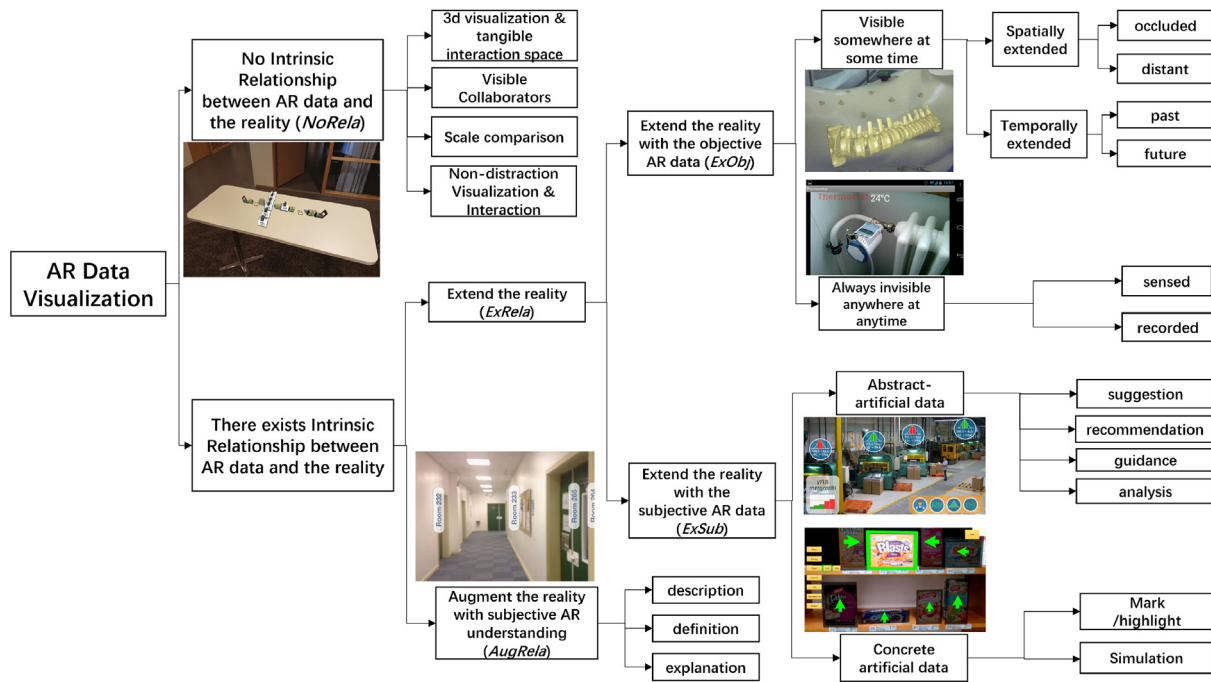 AR Data
Visualization
No Intrinsic
Relationship
between AR data and
the reality (NoRela)
3d visualization &
tangible
interaction space
Visible
Collaborators
Scale comparison
Non-distraction
Visualization &
Interaction
There exists Intrinsic
Relationship between
AR data and the reality
Extend the reality
(ExRela)
Room 232
Room 233
Room 265
Room 264
Augment the reality
with subjective AR
understanding
(AugRela)
description
definition
explanation
Extend the reality
with the objective
AR data (ExObj)
Visible
somewhere at
some time
Spatially
extended
occluded
distant
Temporally
extended
past
future
24°C
Always invisible
anywhere at
anytime
sensed
recorded
Extend the reality
with the
subjective AR data
(ExSub)
Abstract-
artificial data
suggestion
recommendation
guidance
analysis
Blasts
Concrete
artificial data
Mark
/highlight
Simulation